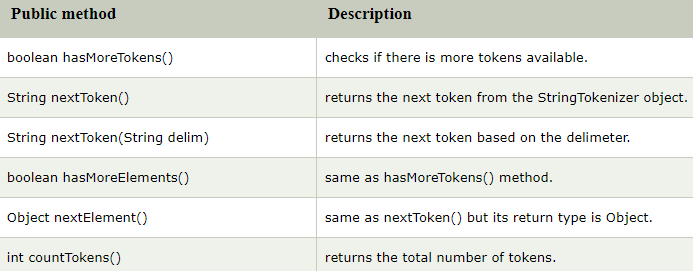 Public method Description
boolean hasMoreTokens() checks if there is more tokens available.
String nextToken() returns the next token from the StringTokenizer object.
String nextToken(String delim) returns the next token based on the delimeter.
boolean hasMoreElements() same as hasMoreTokens() method.
Object nextElement() same as nextToken() but its return type is Object.
int countTokens() returns the total number of tokens.